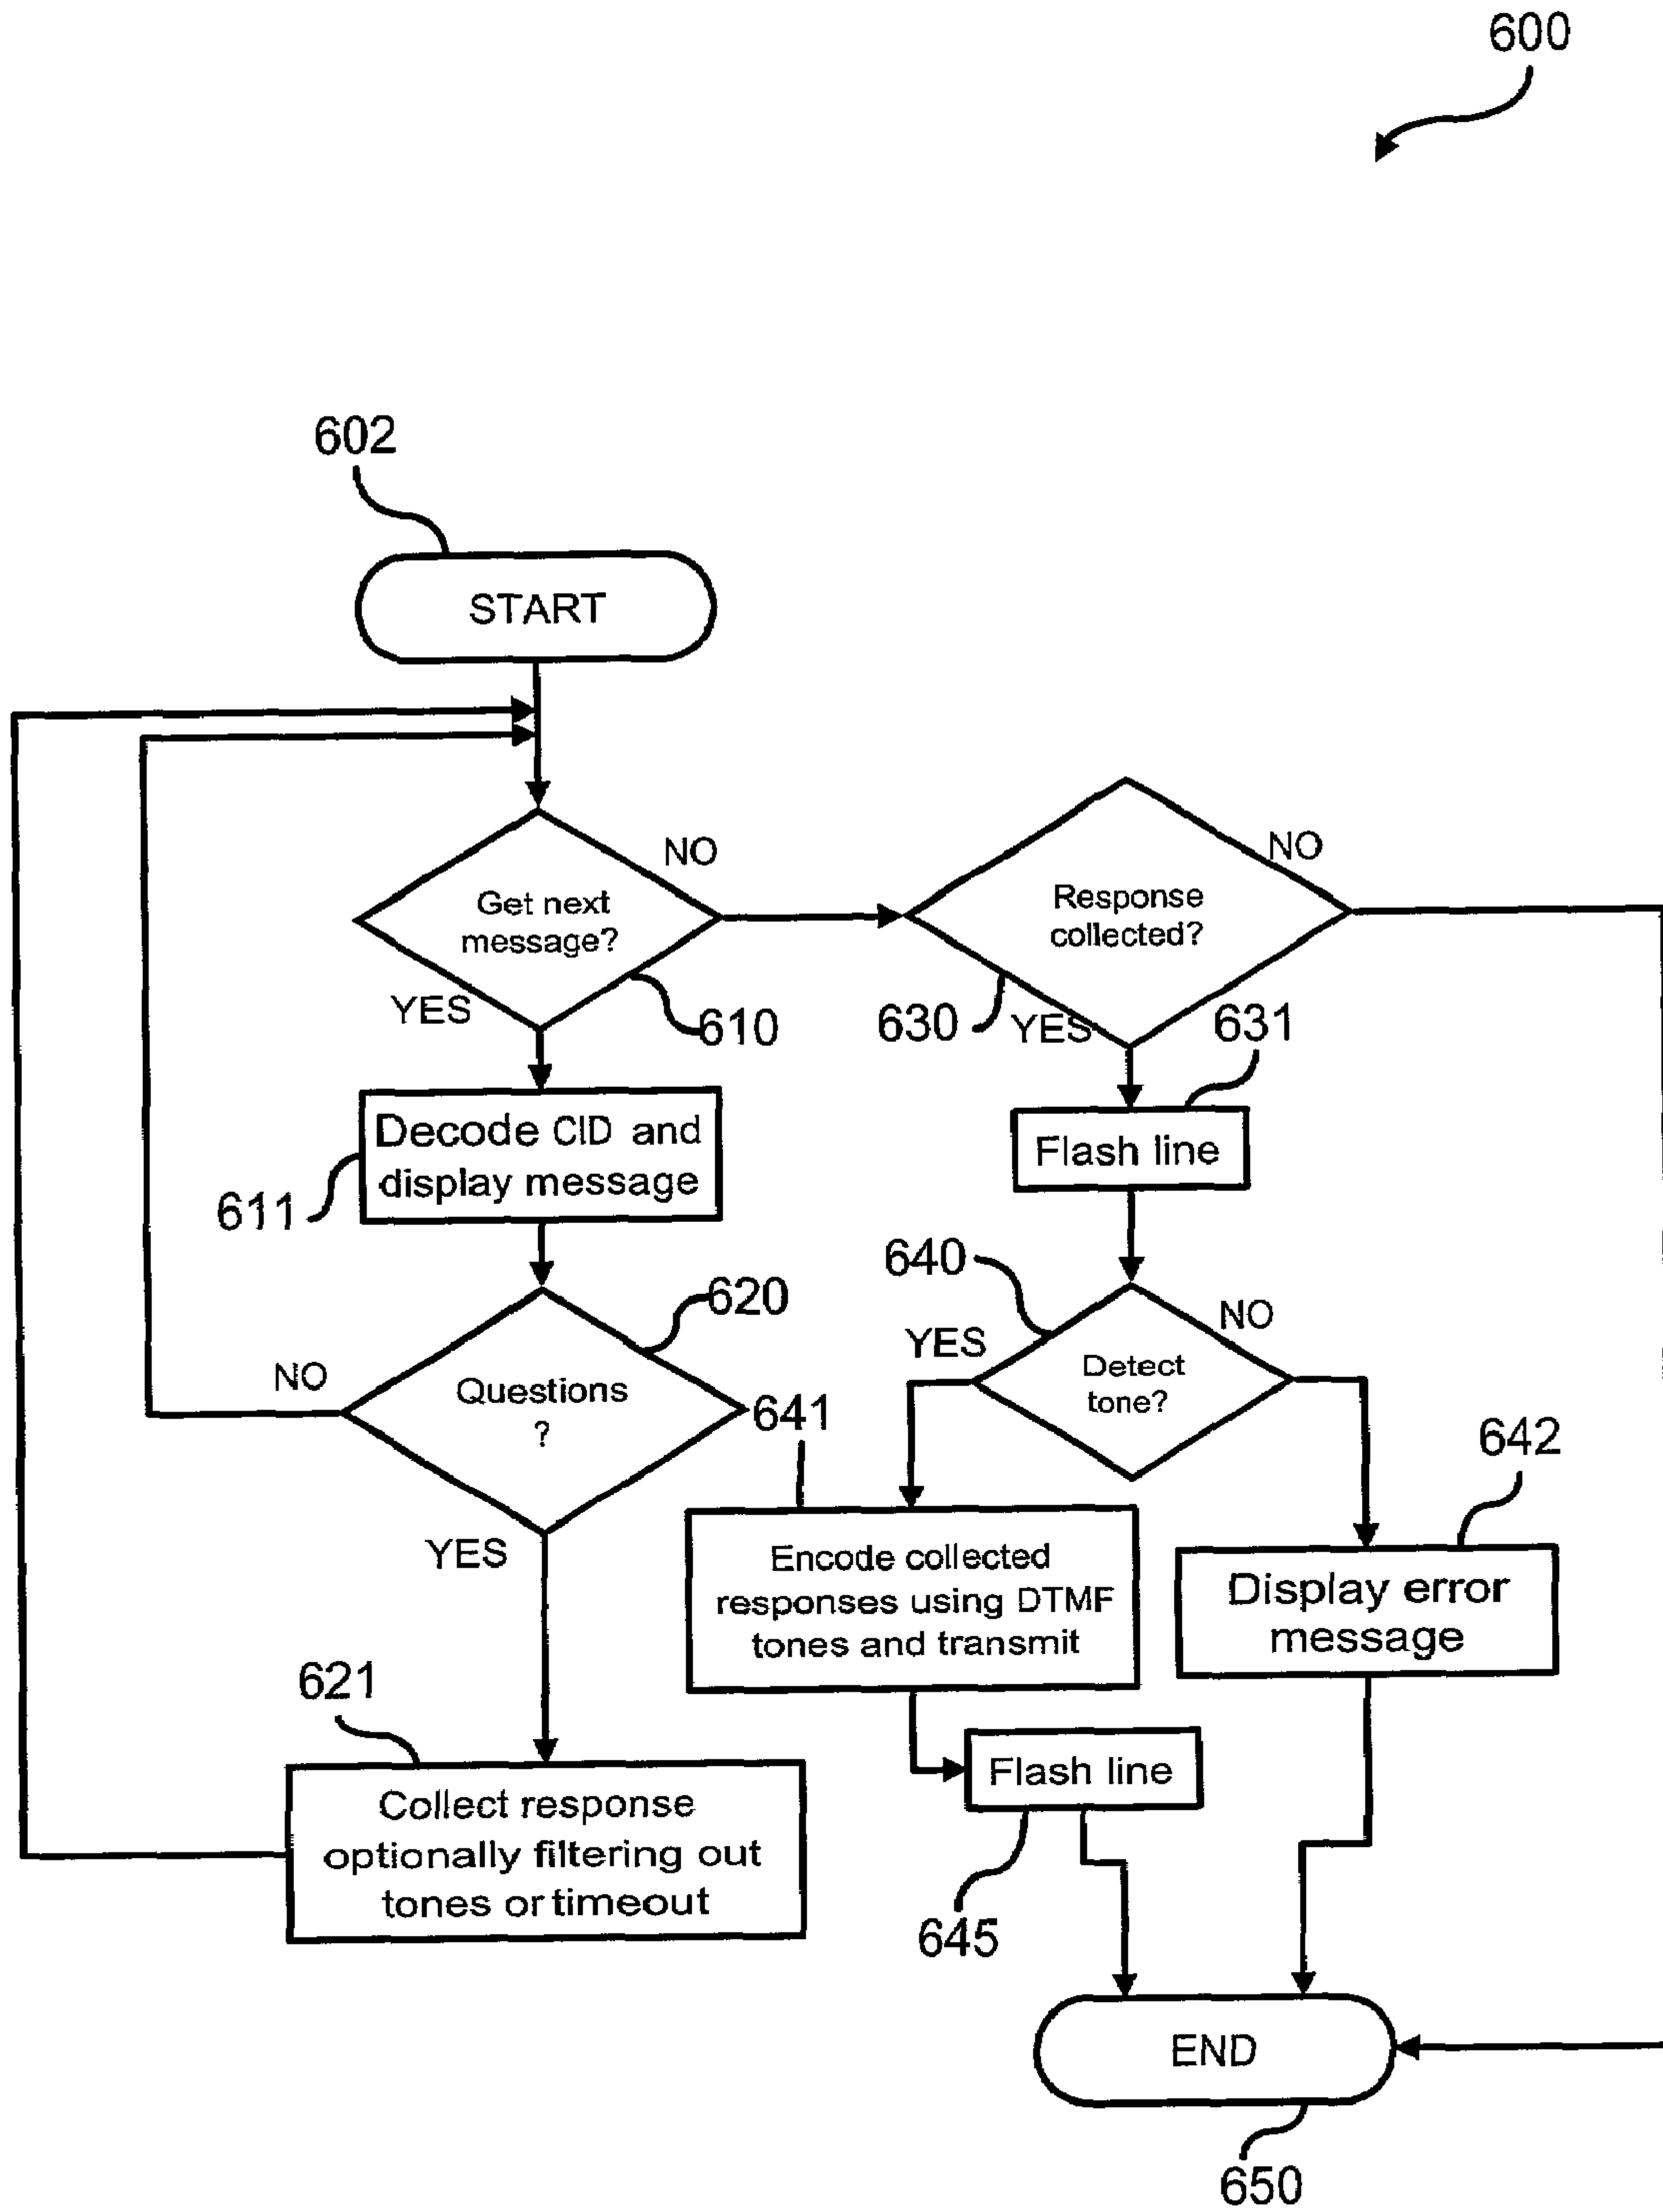 600
602
START
NO
Get next
message?
YES
610
NO
Response
collected?
630
YES
631
Decode CID and
display message
611
Flash line
620
NO
Questions
?
YES
640
YES
NO
Detect
tone?
641
642
Encode collected
responses using DTMF
tones and transmit
Display error
message
621
Collect response
optionally filtering out
tones or timeout
Flash line
645
END
650